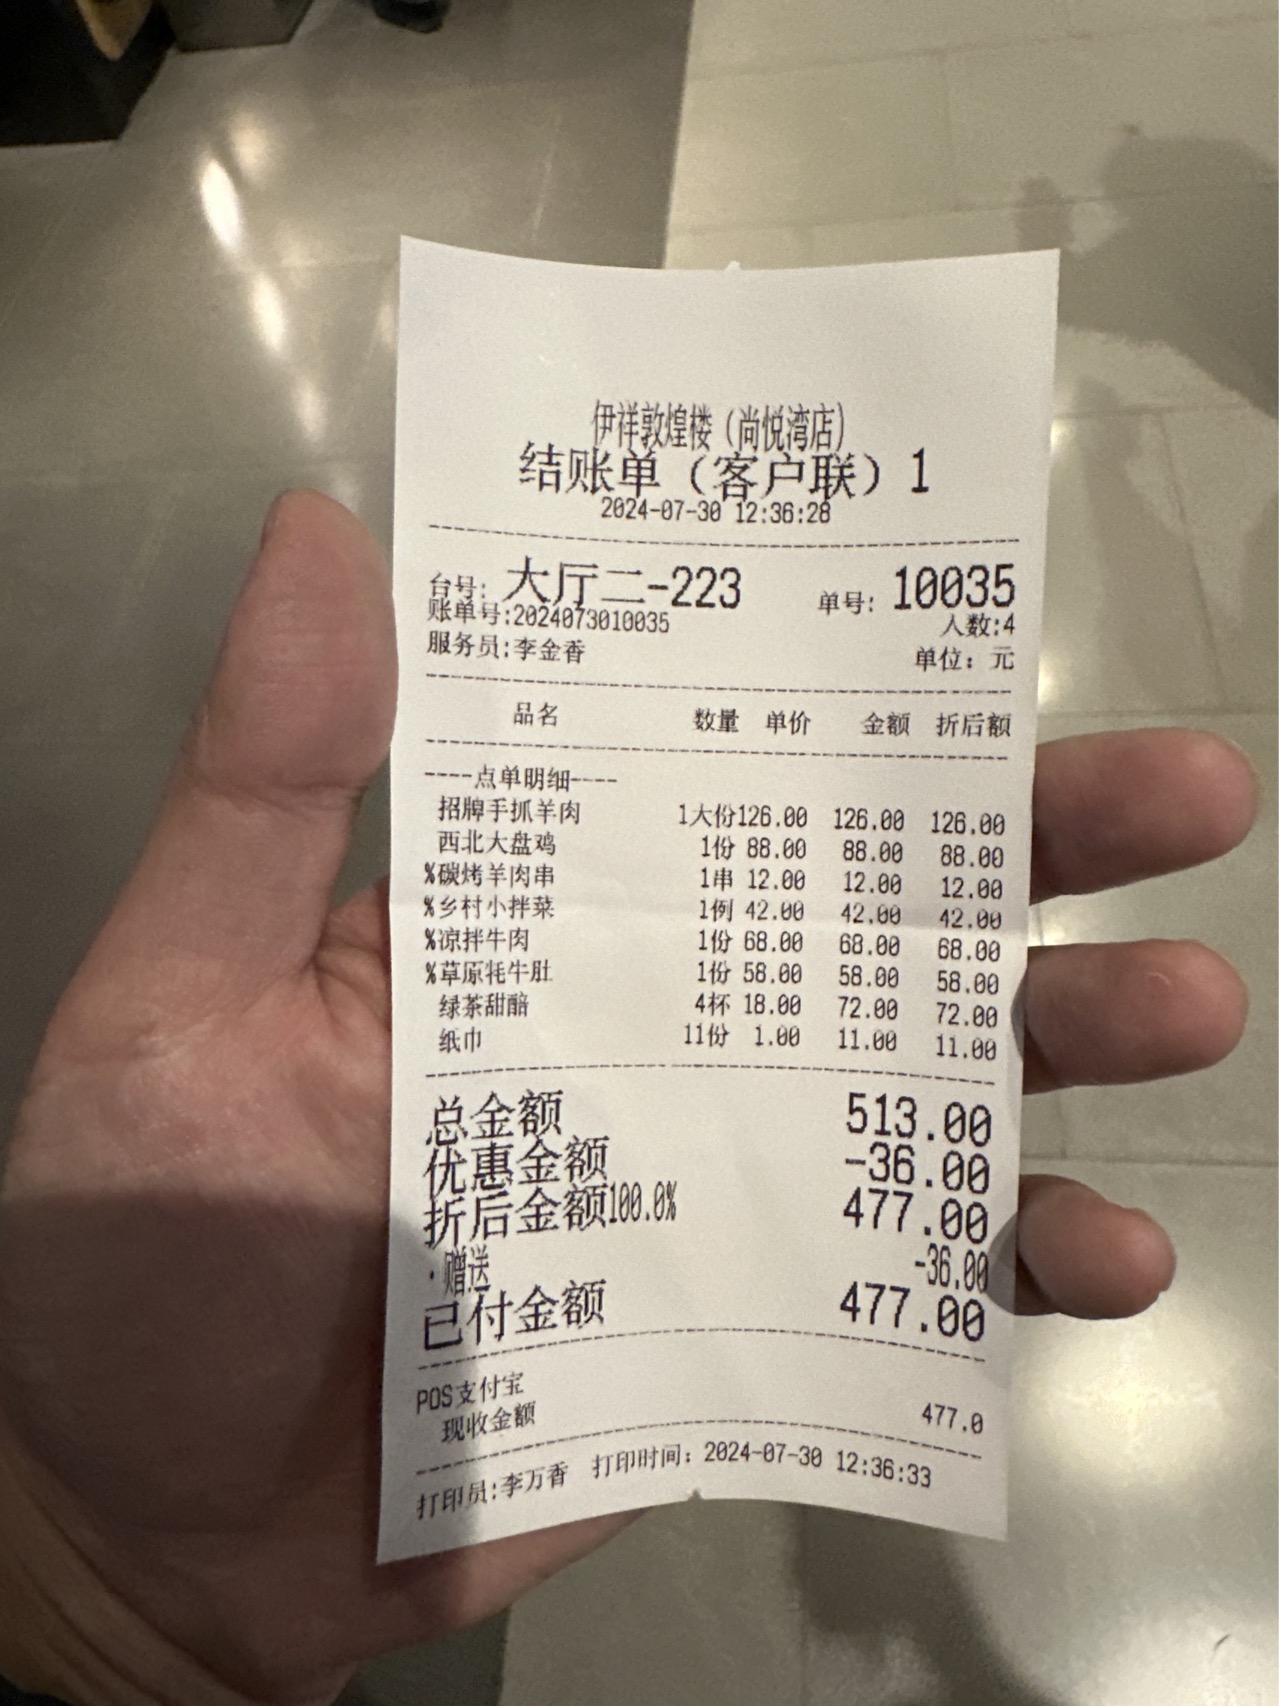 伊祥敦煌楼（尚悦湾店）
结账单（客户联）1
2024-07-30 12:36:28
台号: 大厅二-223 单号: 10035
账单号:2024073010035 人数:4
服务员:李金香 单位: 元
品名 数量 单价 金额 折后额
----点单明细----
招牌手抓羊肉 1大份126.00 126.00 126.00
西北大盘鸡 1份 88.00 88.00 88.00
%碳烤羊肉串 1串 12.00 12.00 12.00
%乡村小拌菜 1例 42.00 42.00 42.00
%凉拌牛肉 1份 68.00 68.00 68.00
%草原牦牛肚 1份 58.00 58.00 58.00
绿茶甜醅 4杯 18.00 72.00 72.00
纸巾 11份 1.00 11.00 11.00
总金额 513.00
优惠金额 -36.00
折后金额100.0% 477.00
·赠送 -36.00
已付金额 477.00
POS支付宝
现收金额 477.0
打印员:李万香 打印时间: 2024-07-30 12:36:33